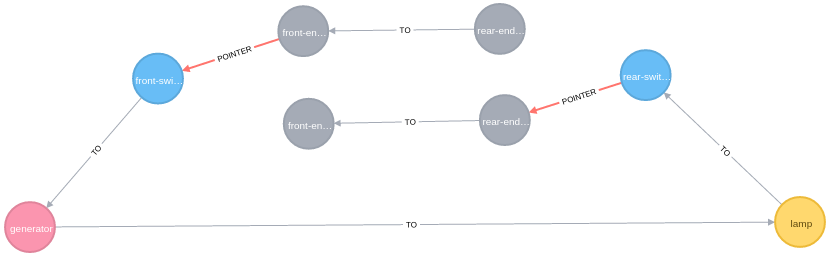 front-en…
TO
rear-end…
POINTER
front-swi…
rear-swit…
POINTER
front-en…
TO
rear-end…
TO
TO
generator
TO
lamp